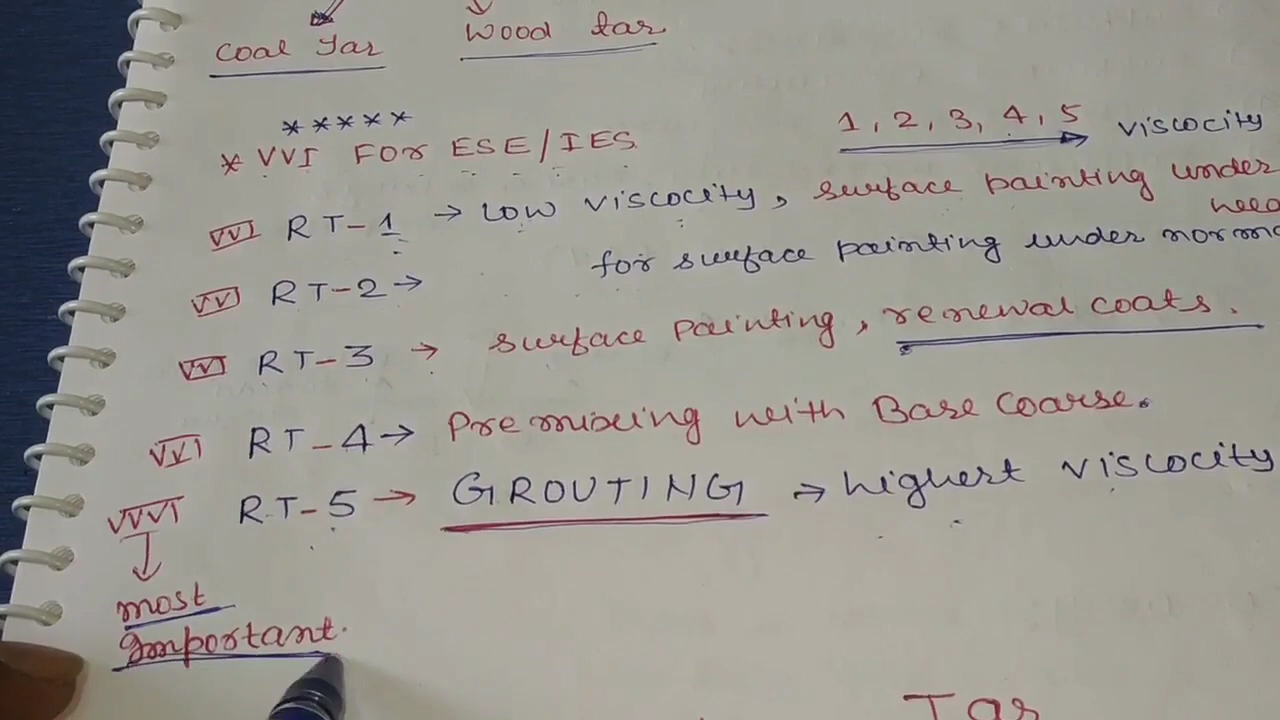 coal Tar
Wood tar
*****
* VVI FOR ESE/IES
1, 2, 3, 4, 5
viscocity
VVI RT-1 → Low viscocity, surface painting under
VVI RT-2 → for surface painting under
VVI RT-3 → surface painting, renewal coats.
VVI RT-4 → Premixing with Base Coarse.
VVVI RT-5 → GROUTING → highest viscocity
most
Important.
Tar